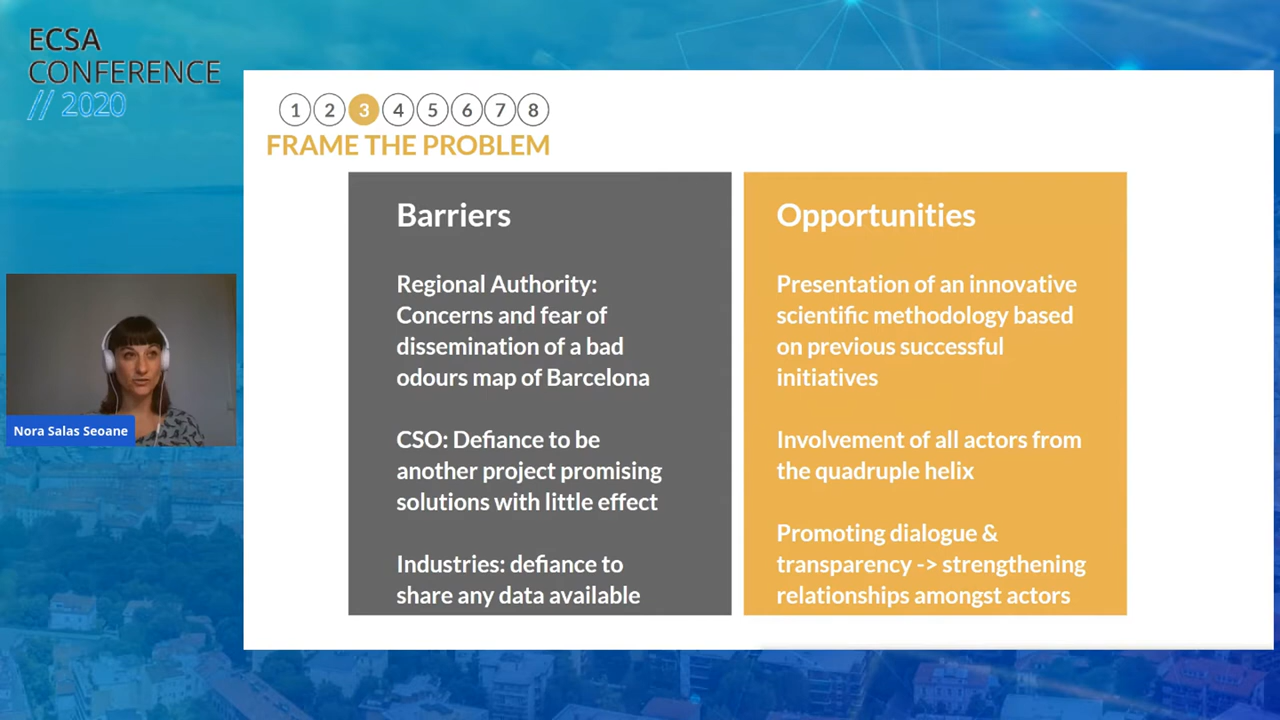 ECSA
CONFERENCE
// 2020
1 2 3 4 5 6 7 8
FRAME THE PROBLEM
Barriers
Regional Authority:
Concerns and fear of
dissemination of a bad
odours map of Barcelona
CSO: Defiance to be
another project promising
solutions with little effect
Industries: defiance to
share any data available
Opportunities
Presentation of an innovative
scientific methodology based
on previous successful
initiatives
Involvement of all actors from
the quadruple helix
Promoting dialogue &
transparency -> strengthening
relationships amongst actors
Nora Salas Seoane